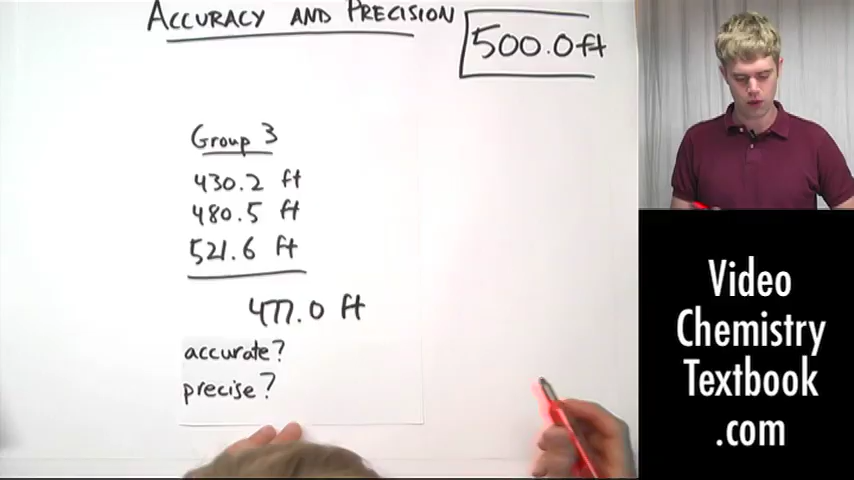 ACCURACY AND PRECISION
500.0 ft
Group 3
430.2 ft
480.5 ft
521.6 ft
477.0 ft
accurate?
precise?
Video
Chemistry
Textbook
.com